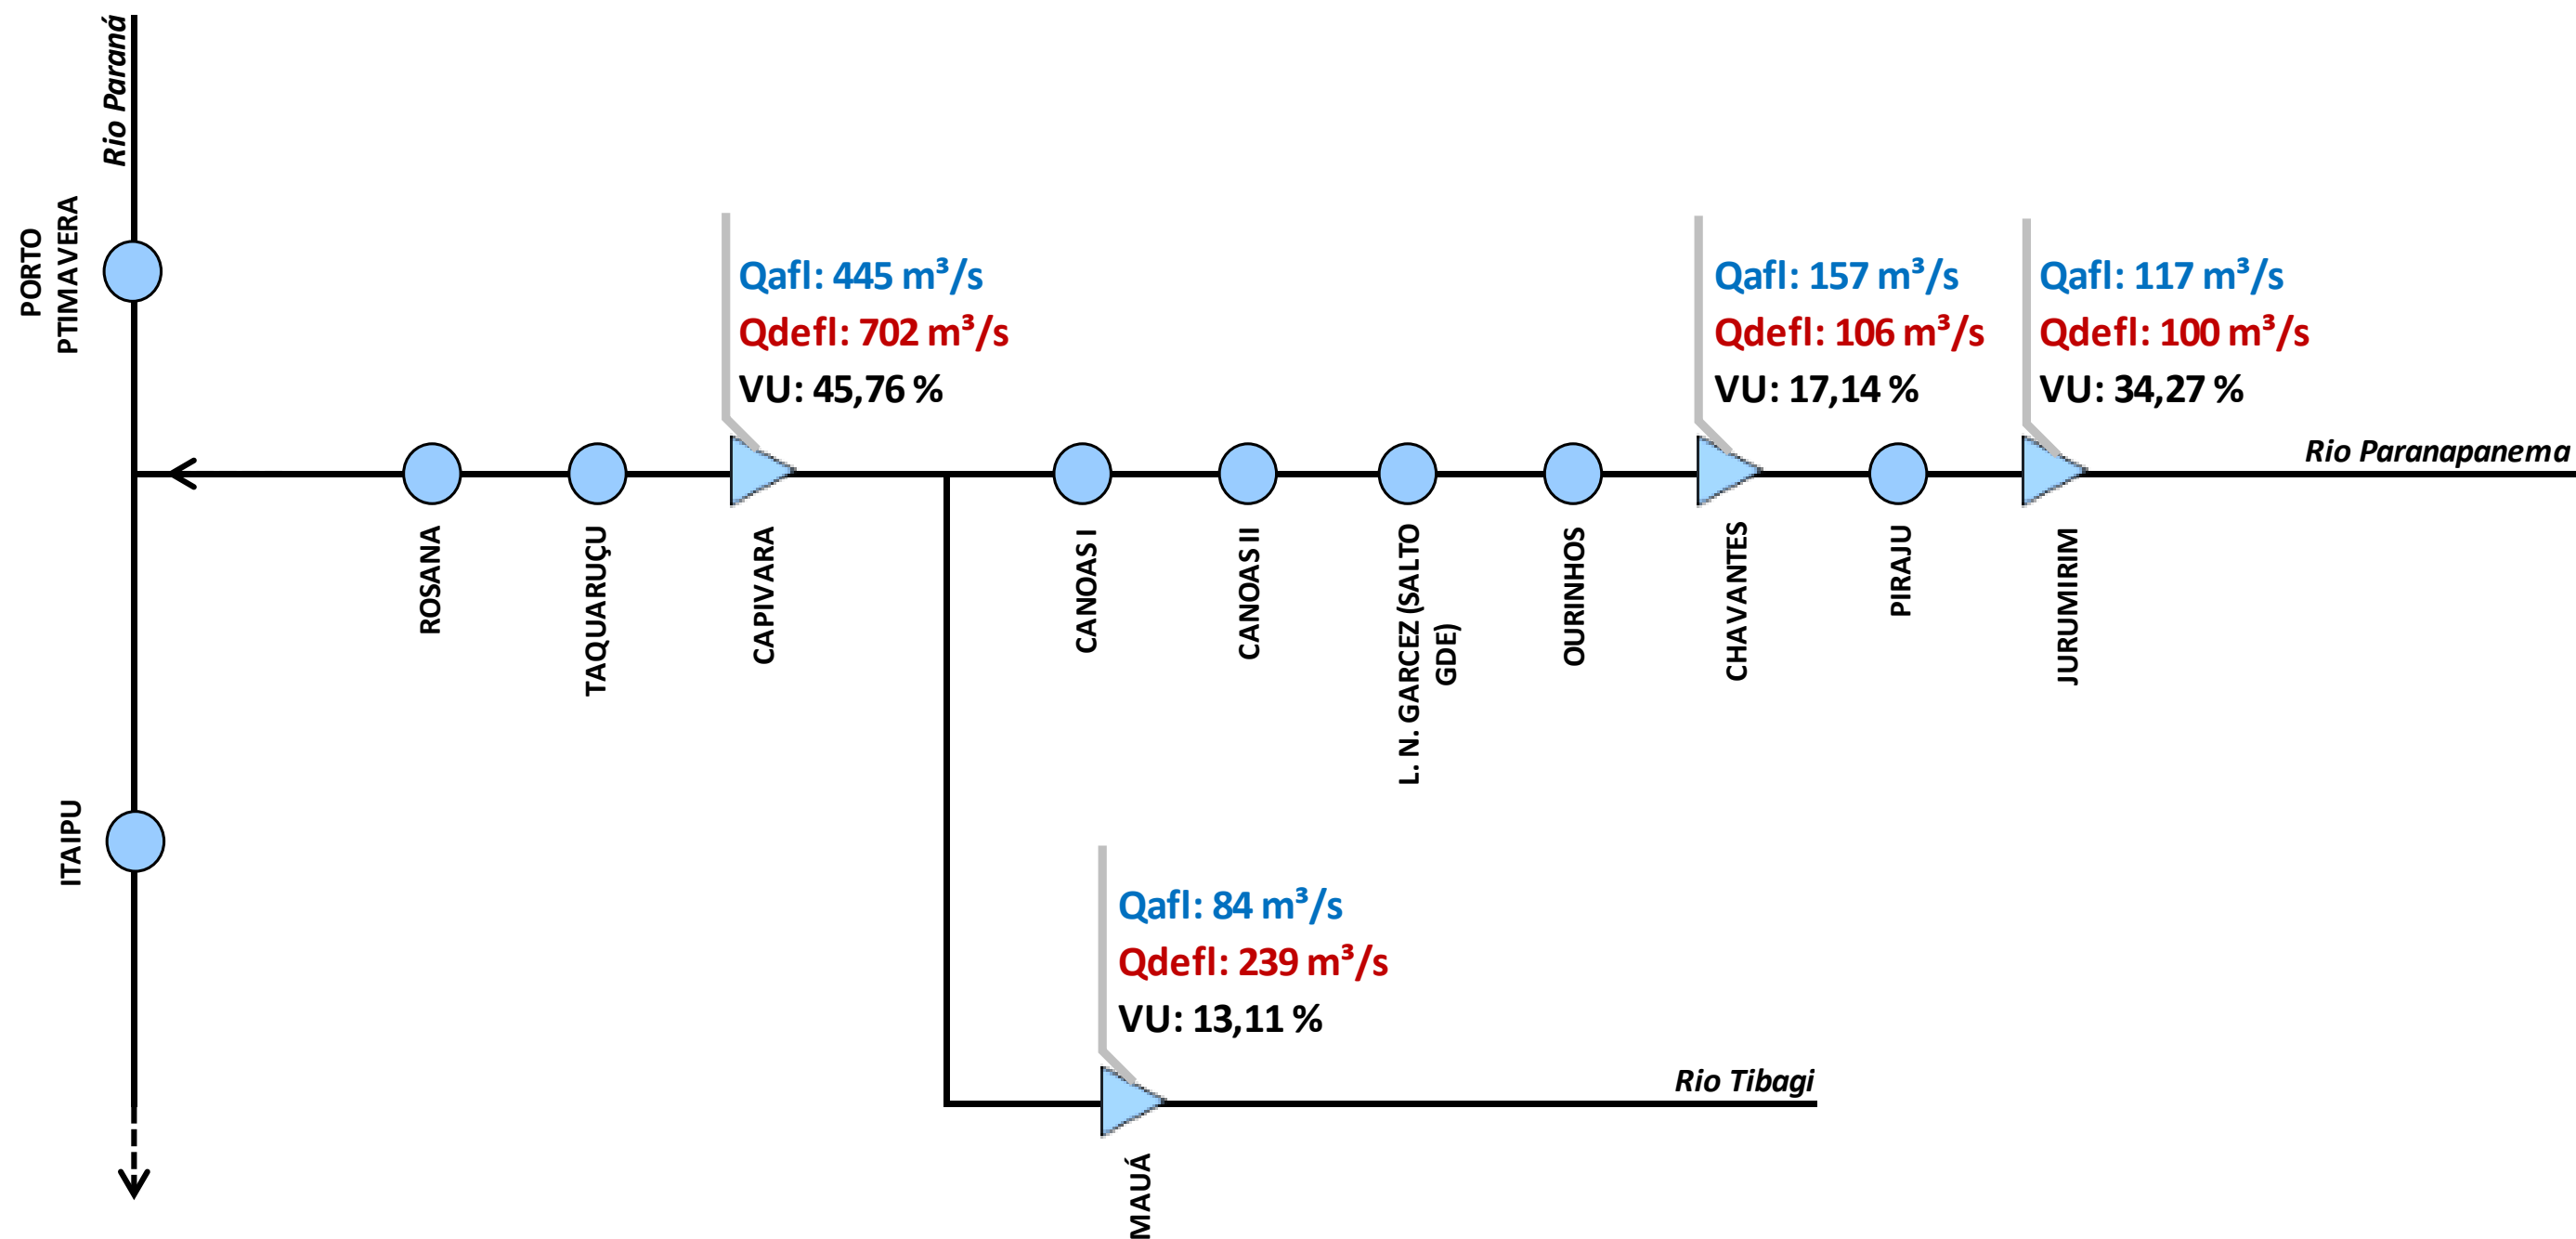 Rio Paraná
PORTO
PTIMAVERA
Qafl: 445 m³/s
Qdefl: 702 m³/s
VU: 45,76 %
Qafl: 157 m³/s
Qdefl: 106 m³/s
VU: 17,14 %
Qafl: 117 m³/s
Qdefl: 100 m³/s
VU: 34,27 %
Rio Paranapanema
ROSANA
TAQUARUÇU
CAPIVARA
CANOAS I
CANOAS II
L. N. GARCEZ (SALTO
GDE)
OURINHOS
CHAVANTES
PIRAJU
JURUMIRIM
ITAIPU
Qafl: 84 m³/s
Qdefl: 239 m³/s
VU: 13,11 %
Rio Tibagi
MAUÁ